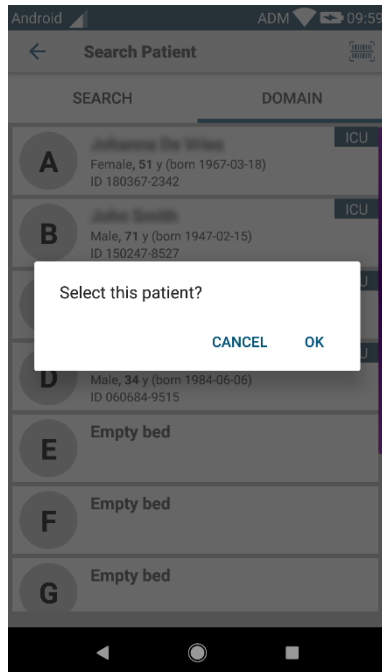 Android
ADM
09:59
Search Patient
SEARCH
DOMAIN
A
Female, 51 y (born 1967-03-18)
ID 180367-2342
ICU
B
Male, 71 y (born 1947-02-15)
ID 150247-8527
ICU
Select this patient?
CANCEL
OK
D
Male, 34 y (born 1984-06-06)
ID 060684-9515
E
Empty bed
F
Empty bed
G
Empty bed